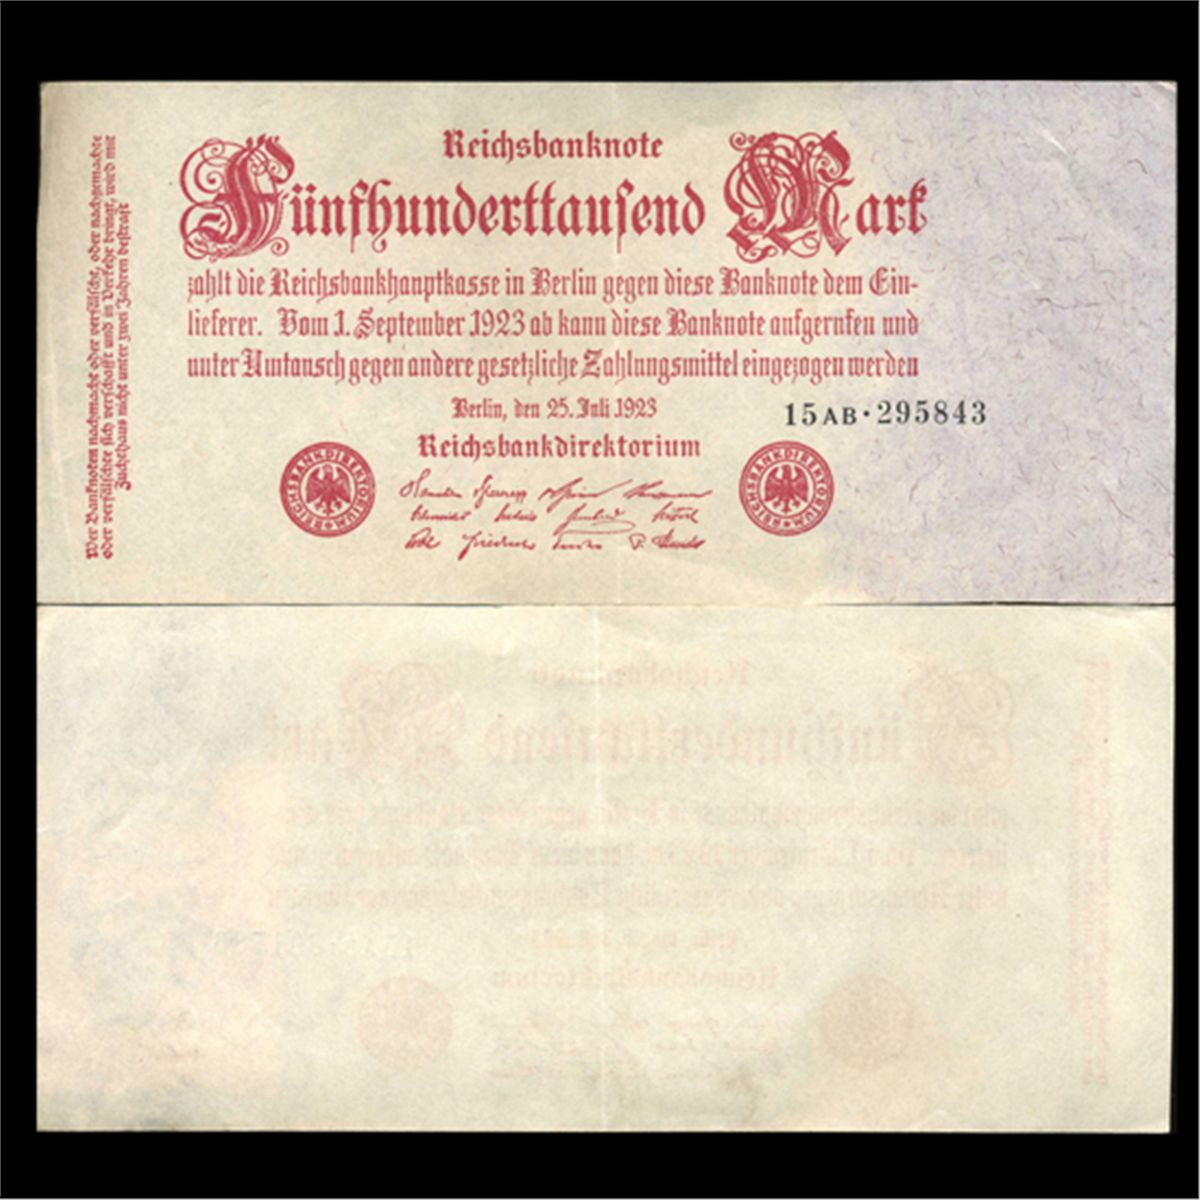 Reichsbanknote
Fünfhunderttausend Mark
zahlt die Reichsbankhauptkasse in Berlin gegen diese Banknote dem Ein-
lieferer. Vom 1. September 1923 ab kann diese Banknote aufgerufen und
unter Umtausch gegen andere gesetzliche Zahlungsmittel eingezogen werden
Berlin, den 25. Juli 1923
15AB·295843
Reichsbankdirektorium
REICHSBANKDIREKTORIUM
REICHSBANKDIREKTORIUM
Wer Banknoten nachmacht oder verfälscht, oder nachgemachte
oder verfälschte sich verschafft und in Verkehr bringt, wird mit
Zuchthaus nicht unter zwei Jahren bestraft